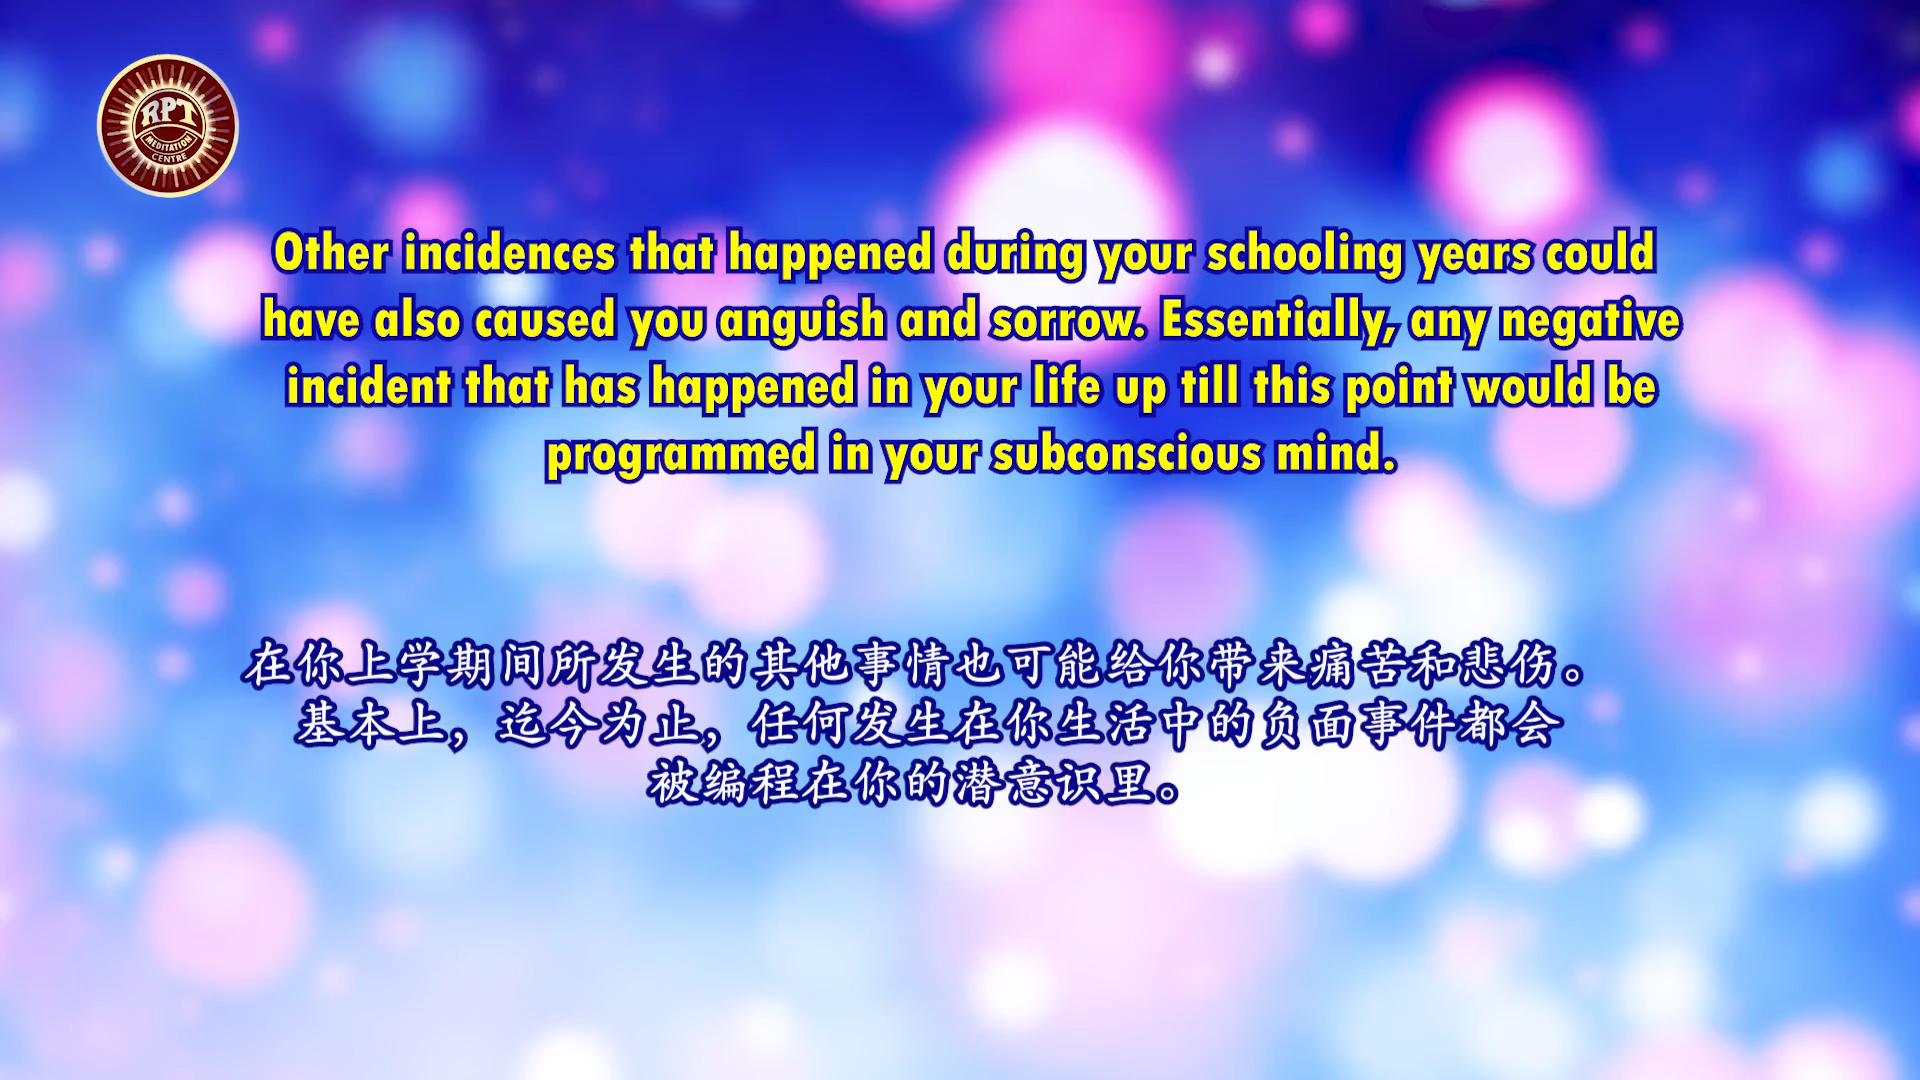 RPT
MEDITATION
CENTRE
Other incidences that happened during your schooling years could
have also caused you anguish and sorrow. Essentially, any negative
incident that has happened in your life up till this point would be
programmed in your subconscious mind.
在你上学期间所发生的其他事情也可能给你带来痛苦和悲伤。
基本上，迄今为止，任何发生在你生活中的负面事件都会
被编程在你的潜意识里。